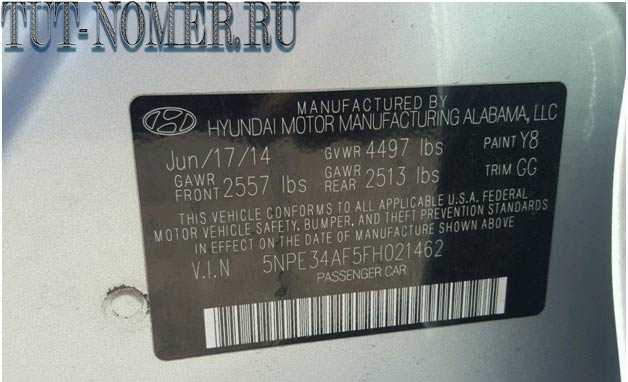 TUT-NOMER.RU
MANUFACTURED BY
HYUNDAI MOTOR MANUFACTURING ALABAMA, LLC
Jun/17/14 GVWR 4497 lbs PAINT Y8
GAWR FRONT 2557 lbs GAWR REAR 2513 lbs TRIM GG
THIS VEHICLE CONFORMS TO ALL APPLICABLE U.S.A. FEDERAL
MOTOR VEHICLE SAFETY, BUMPER, AND THEFT PREVENTION STANDARDS
IN EFFECT ON THE DATE OF MANUFACTURE SHOWN ABOVE
V.I.N 5NPE34AF5FH021462
PASSENGER CAR